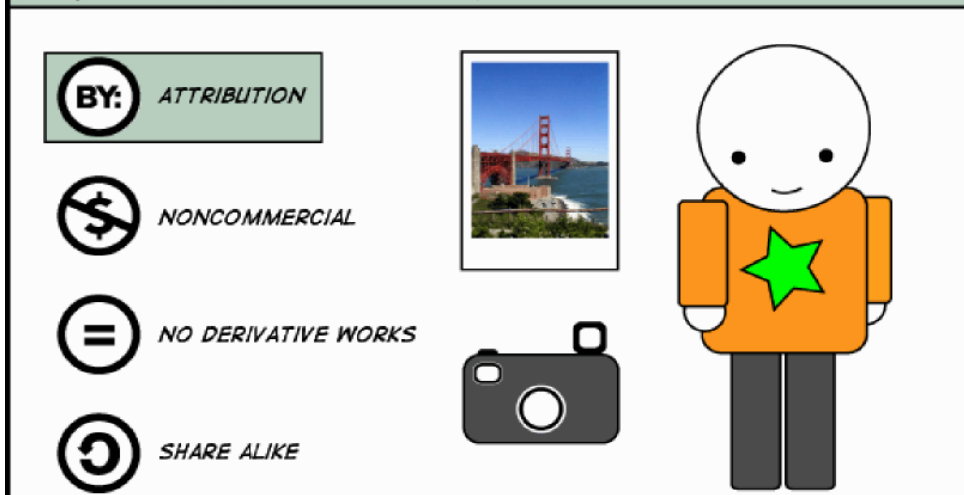 BY: ATTRIBUTION
$ NONCOMMERCIAL
= NO DERIVATIVE WORKS
SHARE ALIKE